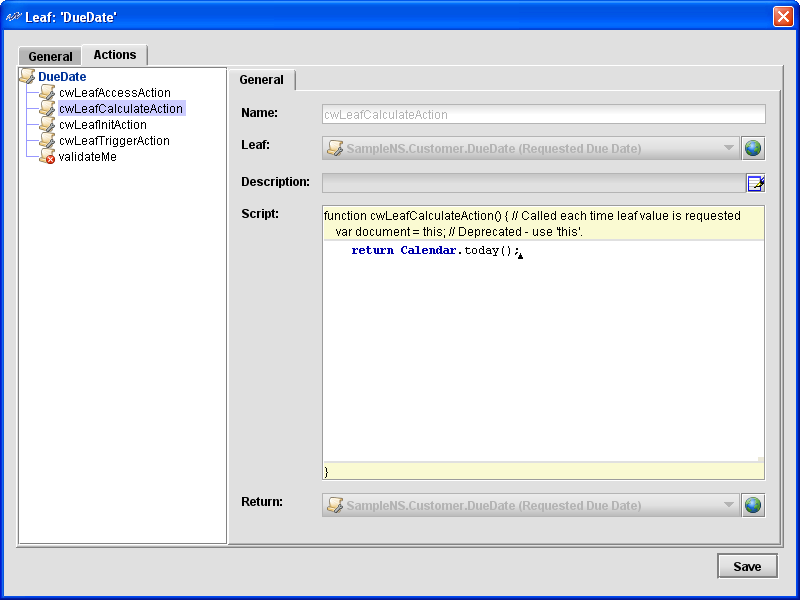 Leaf: 'DueDate'
General Actions
DueDate
cwLeafAccessAction
cwLeafCalculateAction
cwLeafInitAction
cwLeafTriggerAction
validateMe
General
Name: cwLeafCalculateAction
Leaf: SampleNS.Customer.DueDate (Requested Due Date)
Description:
Script:
function cwLeafCalculateAction() { // Called each time leaf value is requested
var document = this; // Deprecated - use 'this'.
return Calendar.today();
}
Return: SampleNS.Customer.DueDate (Requested Due Date)
Save